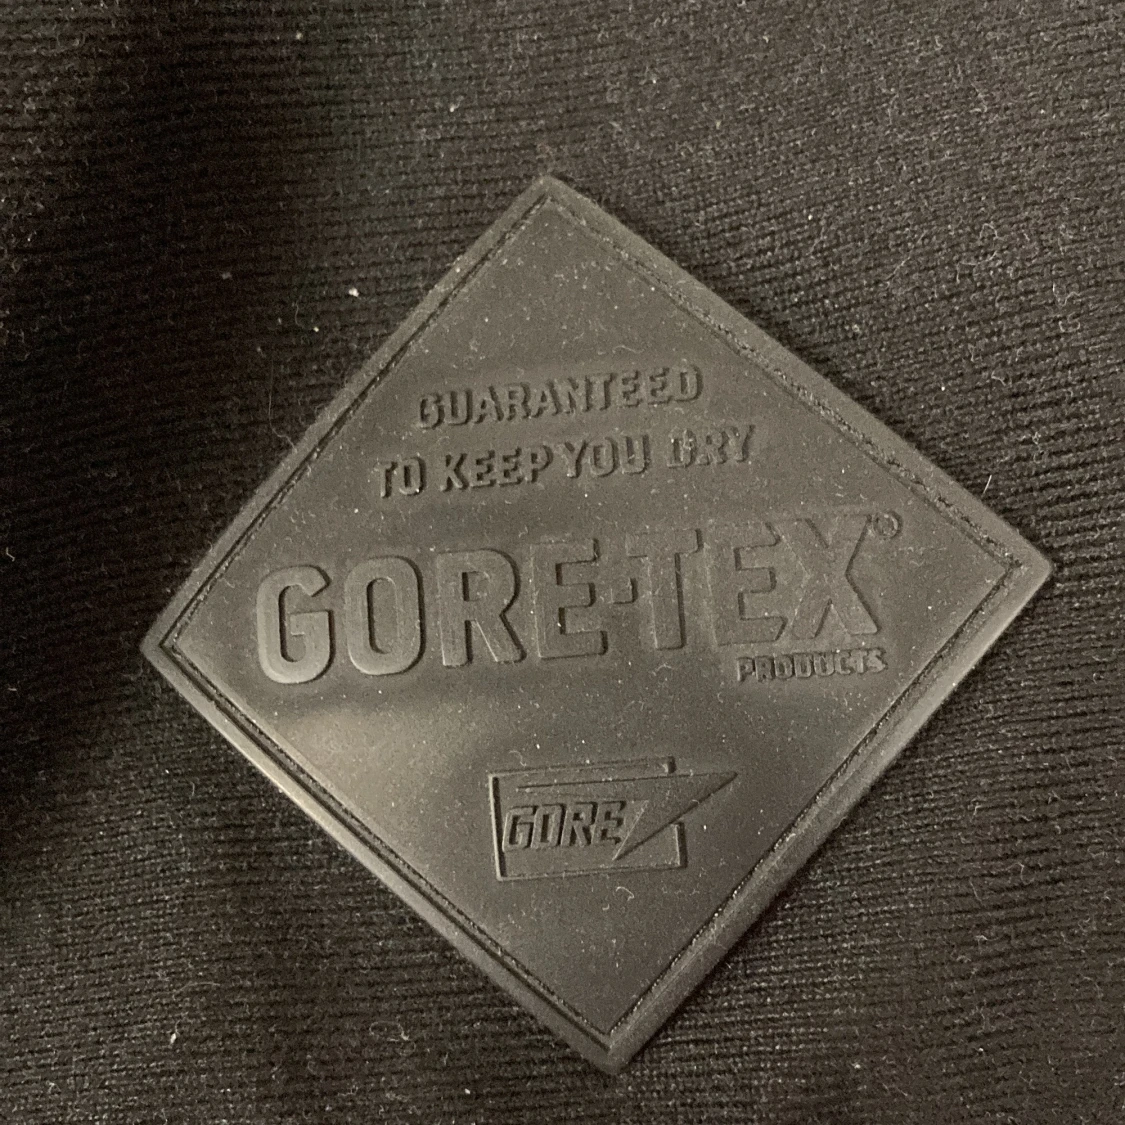 GUARANTEED
TO KEEP YOU DRY
GORE-TEX®
PRODUCTS
GORE